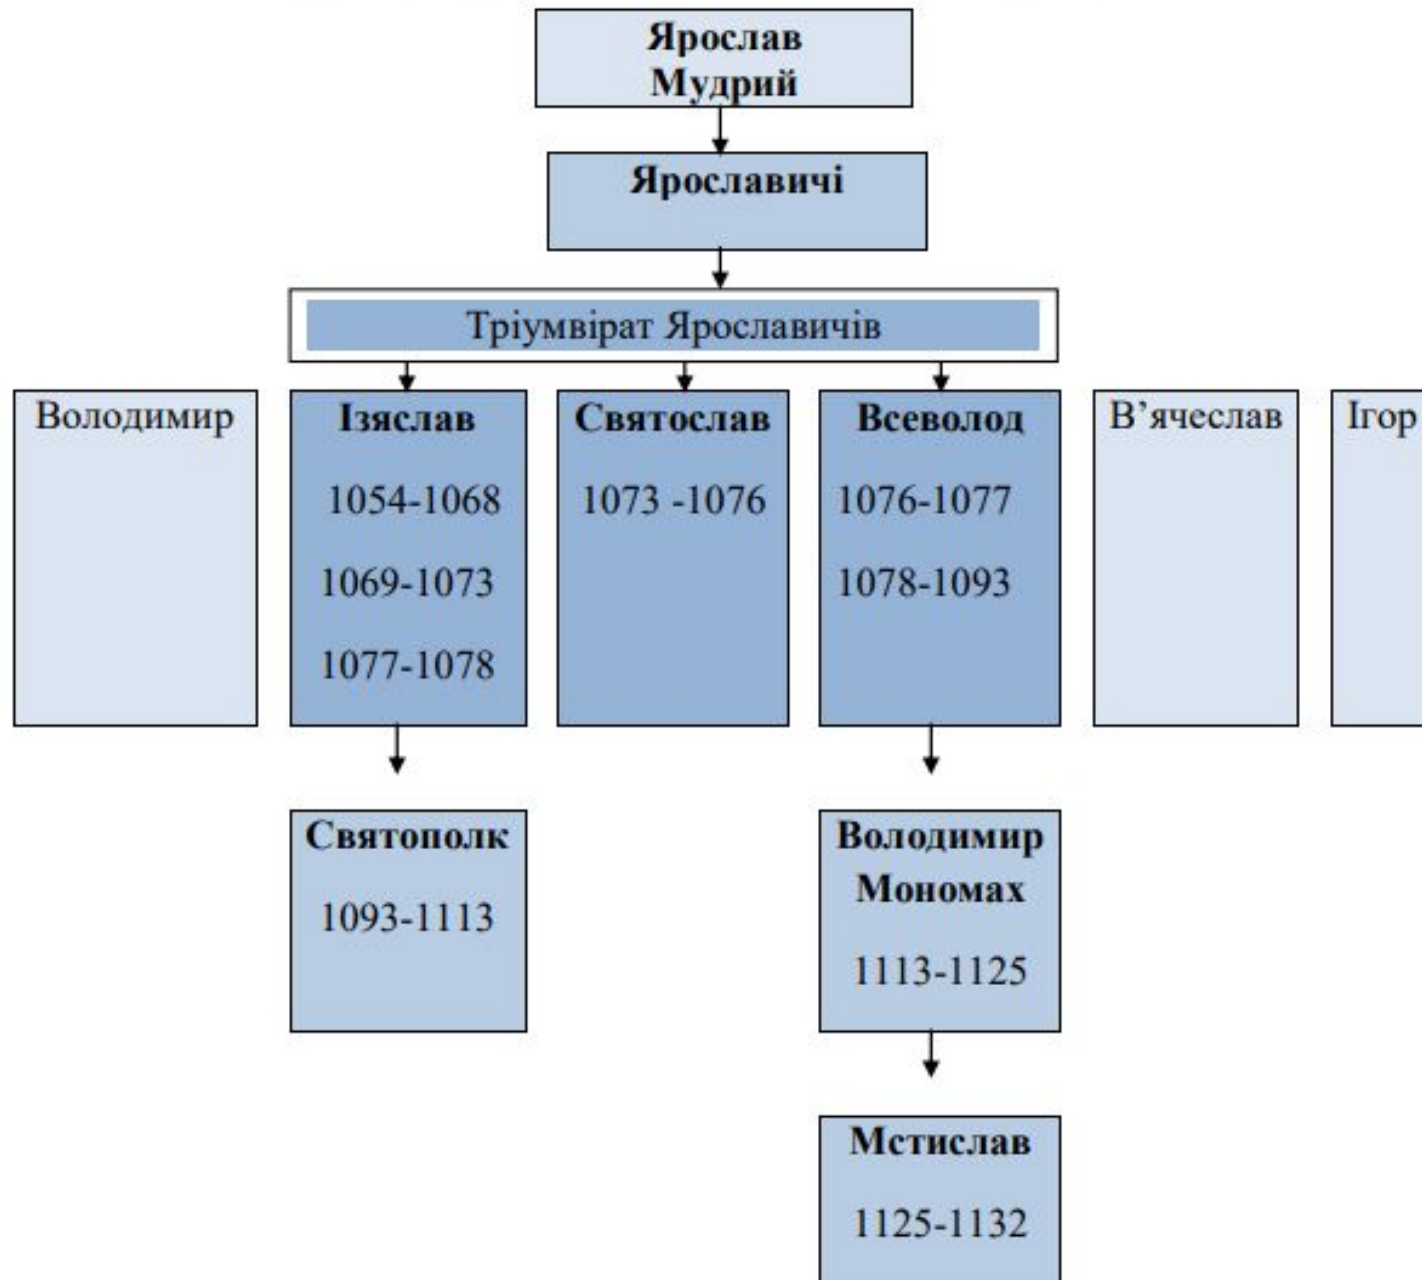 Ярослав
Мудрий
Ярославичі
Тріумвірат Ярославичів
Володимир
Ізяслав
1054-1068
1069-1073
1077-1078
Святослав
1073 -1076
Всеволод
1076-1077
1078-1093
В’ячеслав
Ігор
Святополк
1093-1113
Володимир
Мономах
1113-1125
Мстислав
1125-1132